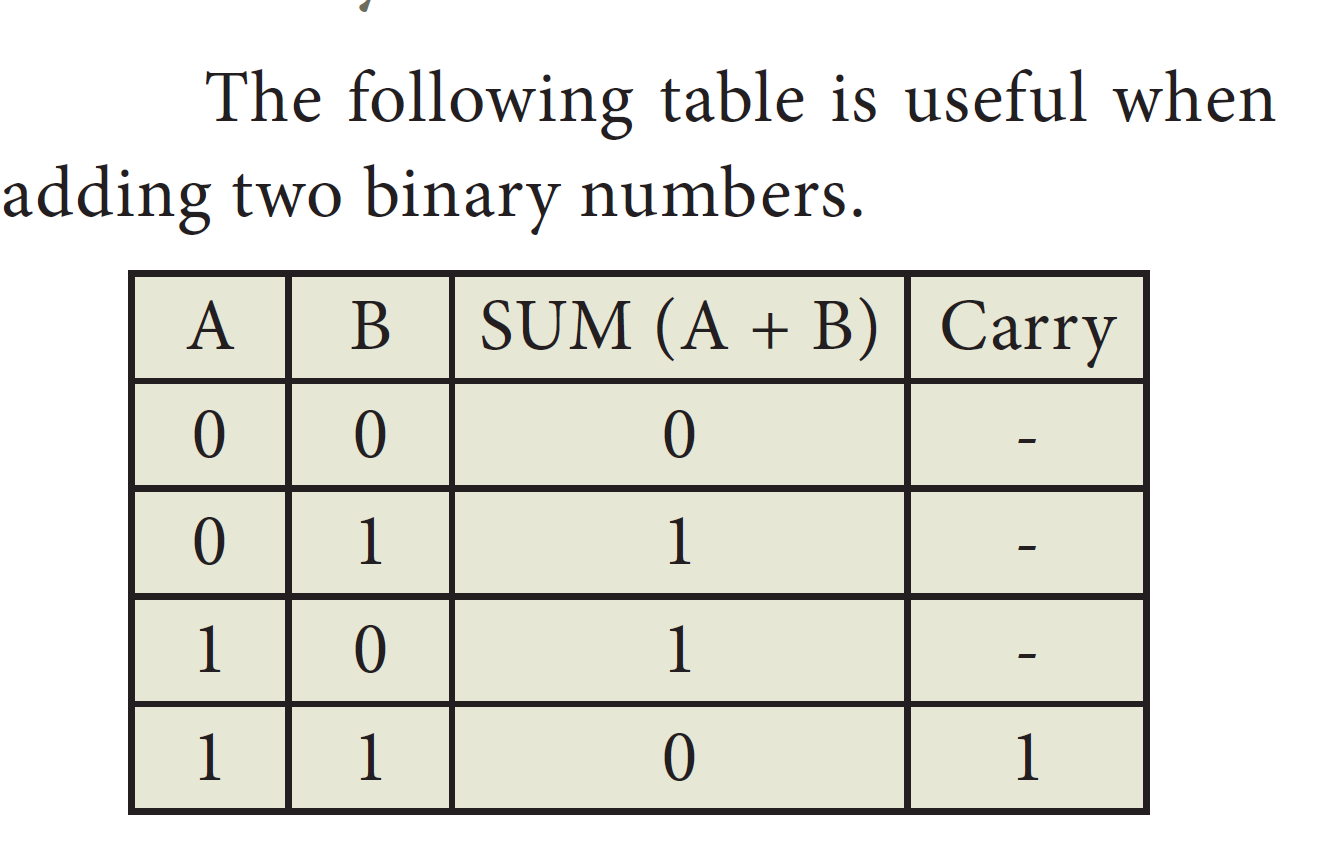 The following table is useful when
adding two binary numbers.
A B SUM (A + B) Carry
0 0 0 -
0 1 1 -
1 0 1 -
1 1 0 1